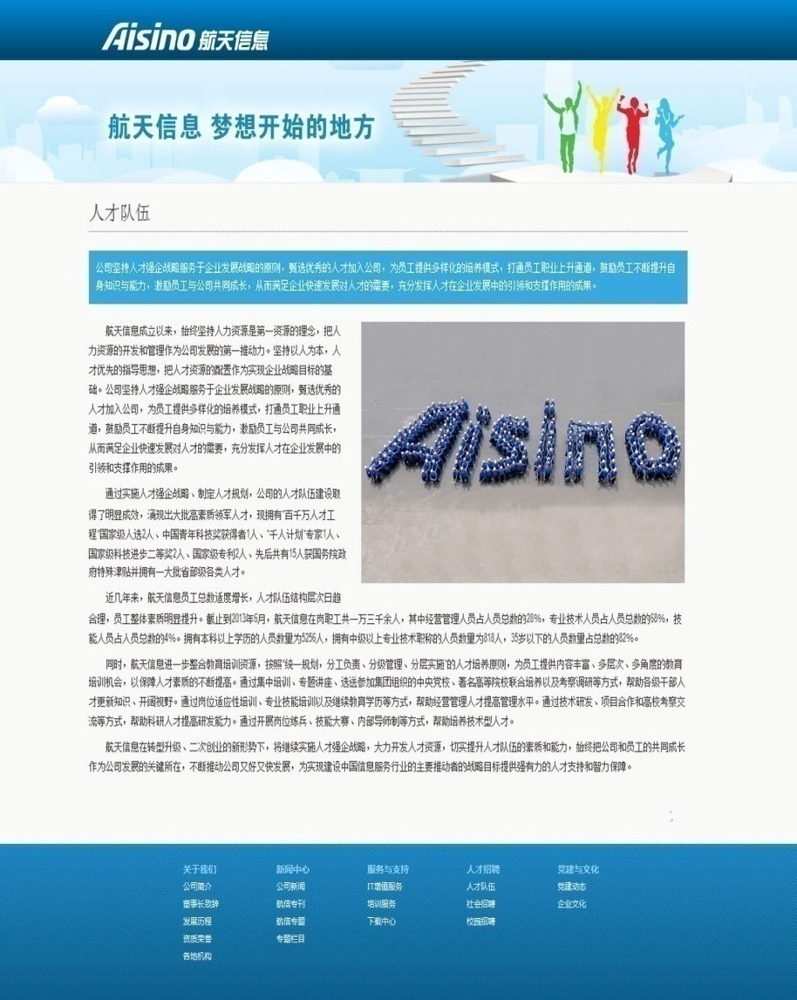 Aisino 航天信息
航天信息 梦想开始的地方
人才队伍
公司坚持人才强企战略服务于企业发展战略的原则，甄选优秀的人才加入公司，为员工提供多样化的培养模式，打通员工职业上升通道，鼓励员工不断提升自
身知识与能力，激励员工与公司共同成长，从而满足企业快速发展对人才的需要，充分发挥人才在企业发展中的引领和支撑作用的成果。
航天信息成立以来，始终坚持人力资源是第一资源的理念，把人
力资源的开发和管理作为公司发展的第一推动力。坚持以人为本，人
才优先的指导思想，把人才资源的配置作为实现企业战略目标的基
础。公司坚持人才强企战略服务于企业发展战略的原则，甄选优秀的
人才加入公司，为员工提供多样化的培养模式，打通员工职业上升通
道，鼓励员工不断提升自身知识与能力，激励员工与公司共同成长，
从而满足企业快速发展对人才的需要，充分发挥人才在企业发展中的
引领和支撑作用的成果。
Aisino
通过实施人才强企战略、制定人才规划，公司的人才队伍建设取
得了明显成效，涌现出大批高素质领军人才，现拥有"百千万人才工
程"国家级人选2人、中国青年科技奖获得者1人、"千人计划"专家1人、
国家级科技进步二等奖2人、国家级专利2人、先后共有15人获国务院政
府特殊津贴并拥有一大批省部级各类人才。
近几年来，航天信息员工总数适度增长，人才队伍结构层次日趋
合理，员工整体素质明显提升。截止到2013年6月，航天信息在岗职工共一万三千余人，其中经营管理人员占人员总数的28%，专业技术人员占人员总数的68%，技
能人员占人员总数的4%。拥有本科以上学历的人员数量为5256人，拥有中级以上专业技术职称的人员数量为818人，35岁以下的人员数量占总数的82%。
同时，航天信息进一步整合教育培训资源，按照"统一规划，分工负责、分级管理、分层实施"的人才培养原则，为员工提供内容丰富、多层次、多角度的教育
培训机会，以保障人才素质的不断提高。通过集中培训、专题讲座、选送参加集团组织的中央党校、著名高等院校联合培养以及考察调研等方式，帮助各级干部人
才更新知识、开阔视野。通过岗位适应性培训、专业技能培训以及继续教育学历等方式，帮助经营管理人才提高管理水平。通过技术研发、项目合作和高校考察交
流等方式，帮助科研人才提高研发能力。通过开展岗位练兵、技能大赛、内部导师制等方式，帮助培养技术型人才。
航天信息在转型升级、二次创业的新形势下，将继续实施人才强企战略，大力开发人才资源，切实提升人才队伍的素质和能力，始终把公司和员工的共同成长
作为公司发展的关键所在，不断推动公司又好又快发展，为实现建设中国信息服务行业的主要推动者的战略目标提供强有力的人才支持和智力保障。
关于我们 新闻中心 服务与支持 人才招聘 党建与文化
公司简介 公司新闻 IT增值服务 人才队伍 党建动态
董事长致辞 航信专刊 培训服务 社会招聘 企业文化
发展历程 航信专题 下载中心 校园招聘
资质荣誉 专题栏目
各地机构